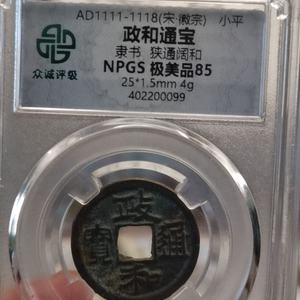 AD1111-1118(宋·徽宗) 小平
政和通宝
隶书 狭通阔和
NPGS 极美品85
25*1.5mm 4g
402200099
众诚评级
政
寶 通
和